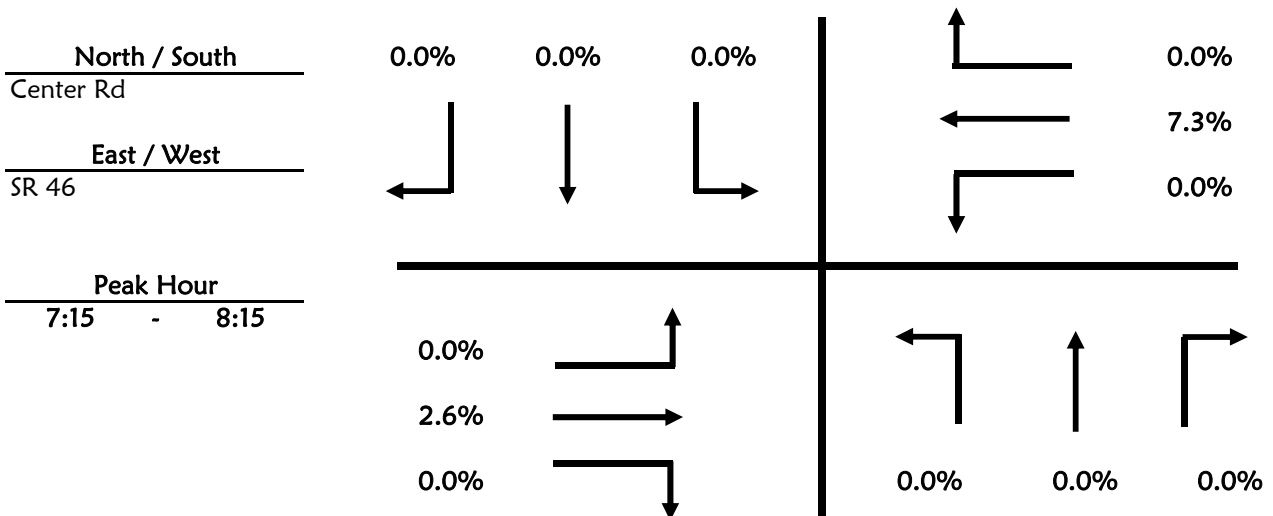 North / South
Center Rd
East / West
SR 46
Peak Hour
7:15 - 8:15
0.0% 0.0% 0.0%
0.0%
7.3%
0.0%
0.0%
2.6%
0.0%
0.0% 0.0% 0.0%